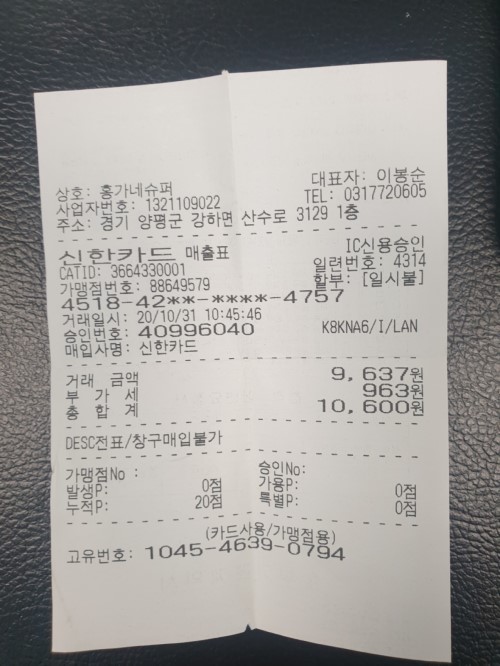 상호: 홍가네슈퍼 대표자: 이봉순
사업자번호: 1321109022 TEL: 0317720605
주소: 경기 양평군 강하면 산수로 3129 1층
신한카드 매출표 IC신용승인
CATID: 3664330001 일련번호: 4314
가맹점번호: 88649579 할부: [일시불]
4518-42**-****-4757
거래일시: 20/10/31 10:45:46
승인번호: 40996040 K8KNA6/I/LAN
매입사명: 신한카드
거래 금액 9,637원
부 가 세 963원
총 합 계 10,600원
DESC전표/창구매입불가
가맹점No : 승인No:
발생P: 0점 가용P: 0점
누적P: 20점 특별P: 0점
(카드사용/가맹점용)
고유번호: 1045-4639-0794